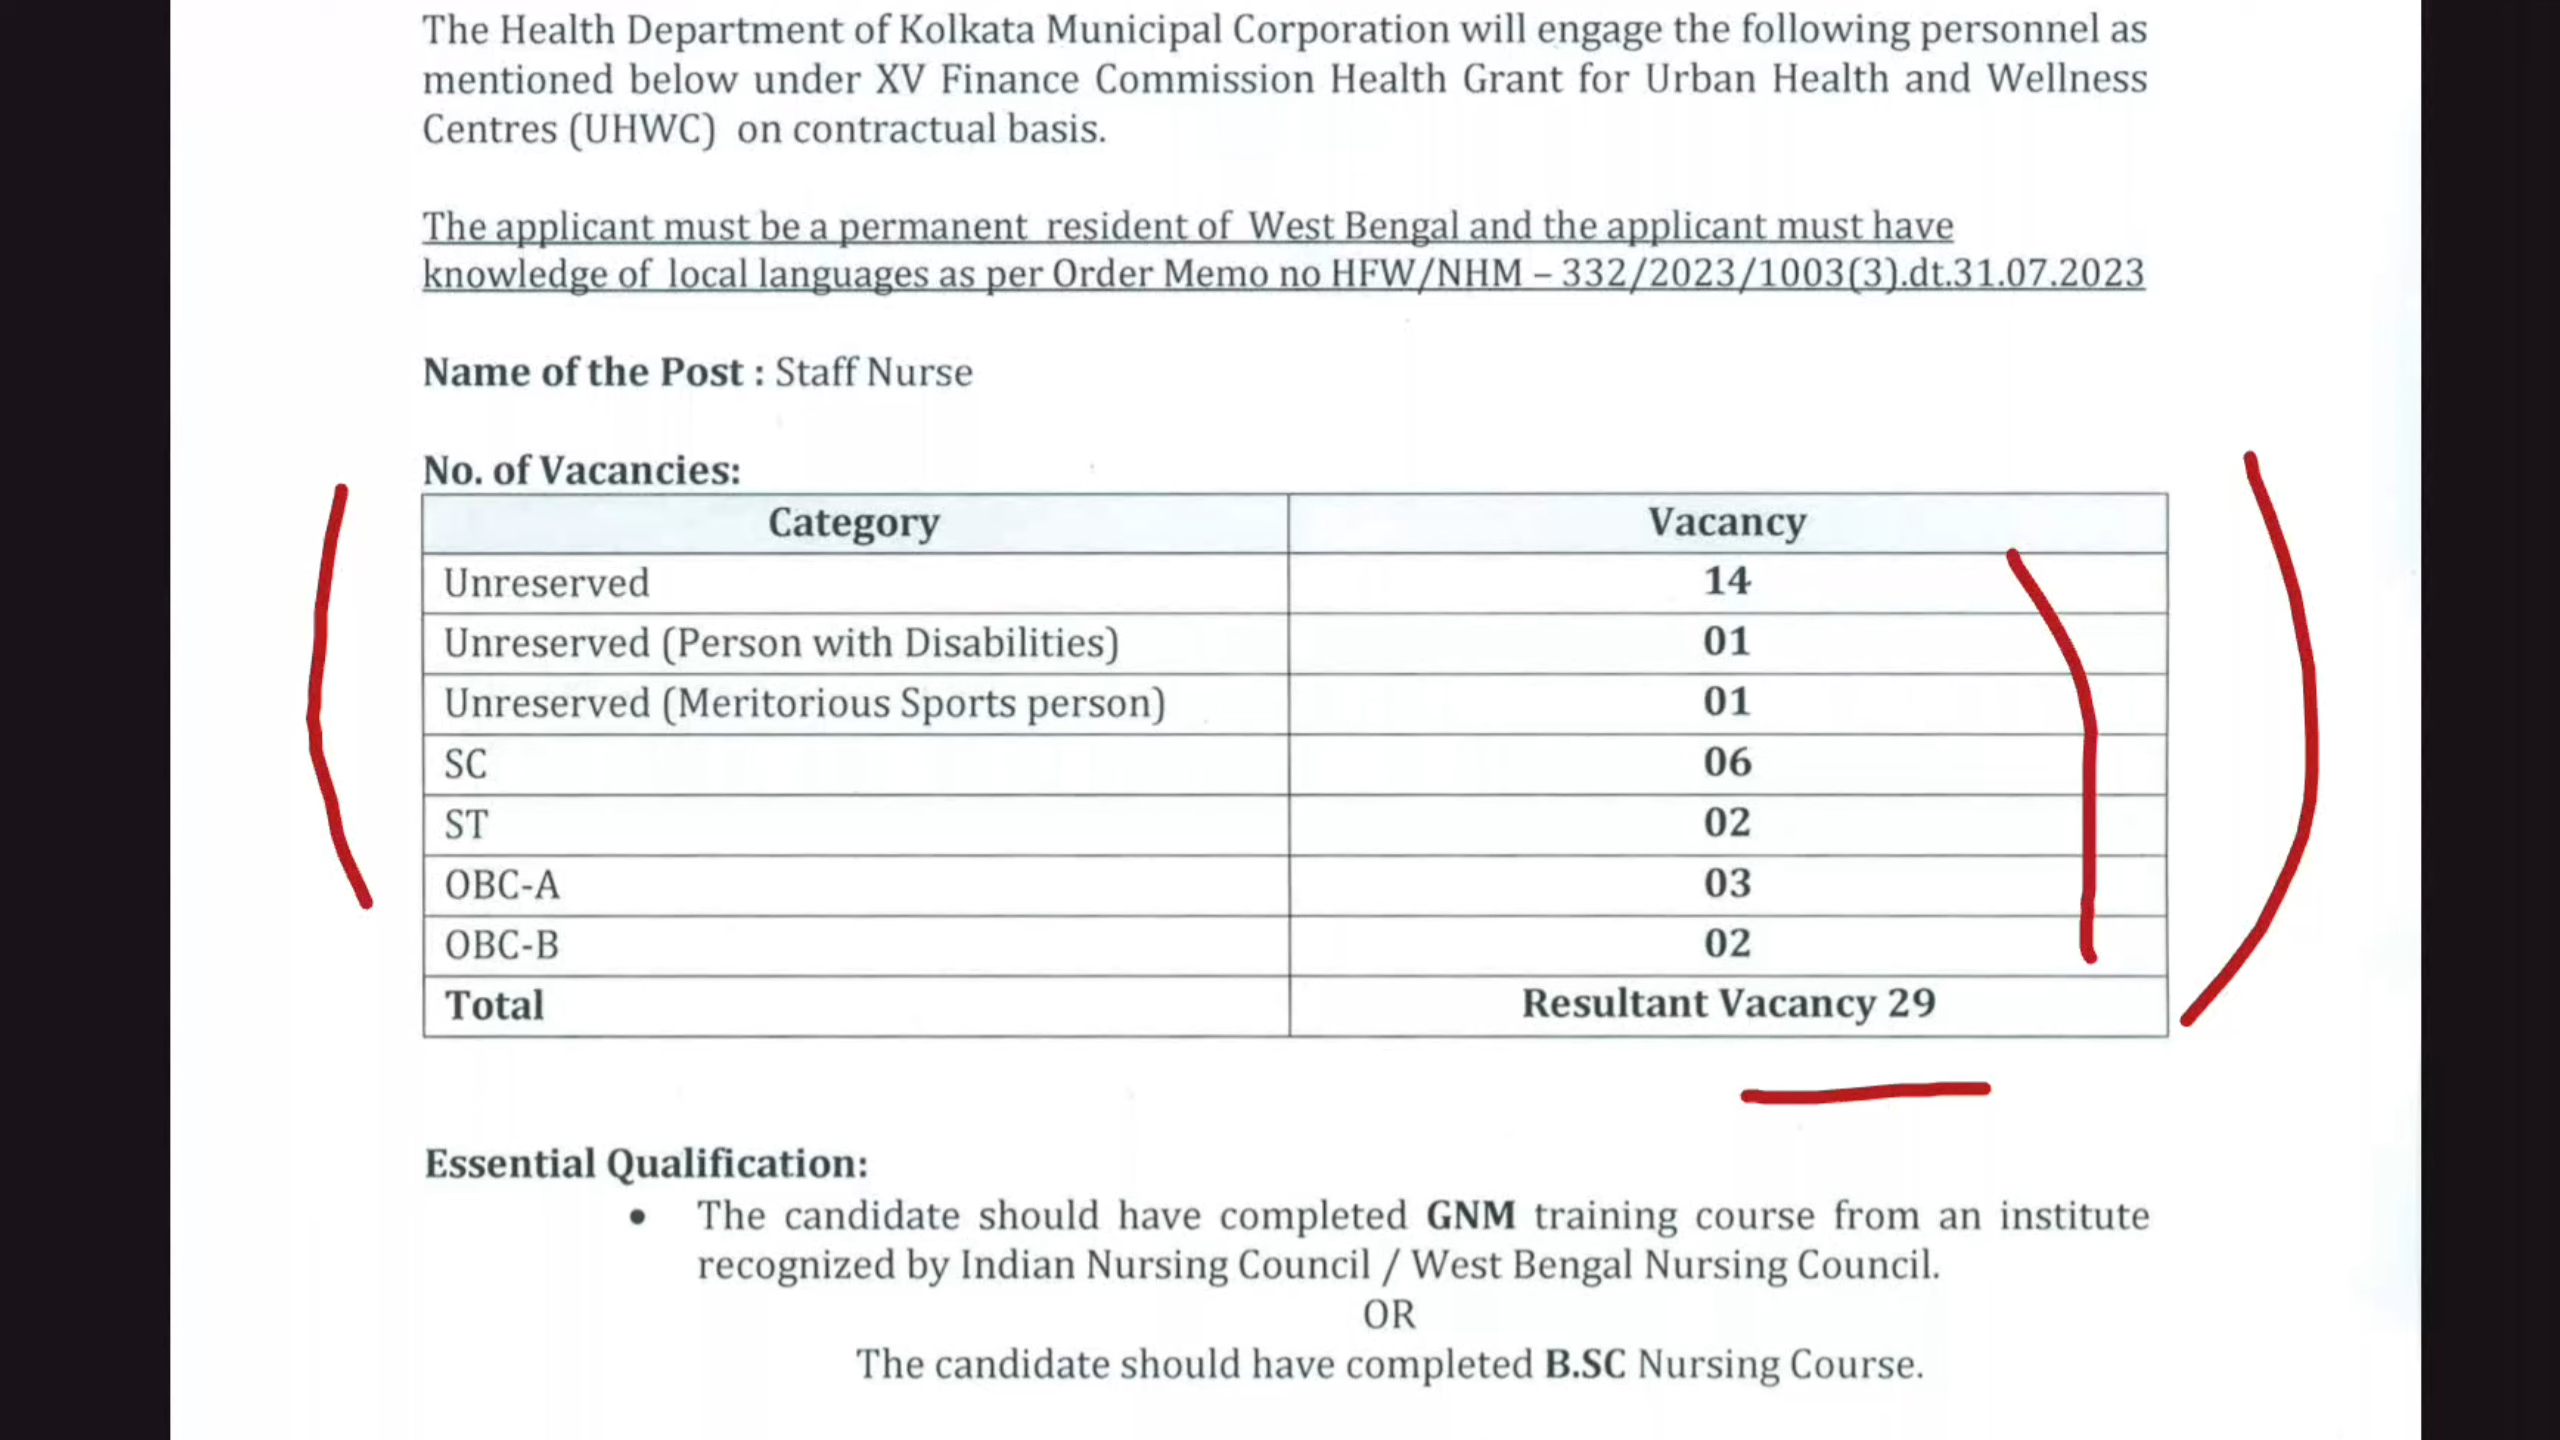 The Health Department of Kolkata Municipal Corporation will engage the following personnel as
mentioned below under XV Finance Commission Health Grant for Urban Health and Wellness
Centres (UHWC) on contractual basis.
The applicant must be a permanent resident of West Bengal and the applicant must have
knowledge of local languages as per Order Memo no HFW/NHM – 332/2023/1003(3).dt.31.07.2023
Name of the Post : Staff Nurse
No. of Vacancies:
Category Vacancy
Unreserved 14
Unreserved (Person with Disabilities) 01
Unreserved (Meritorious Sports person) 01
SC 06
ST 02
OBC-A 03
OBC-B 02
Total Resultant Vacancy 29
Essential Qualification:
• The candidate should have completed GNM training course from an institute
recognized by Indian Nursing Council / West Bengal Nursing Council.
OR
The candidate should have completed B.SC Nursing Course.